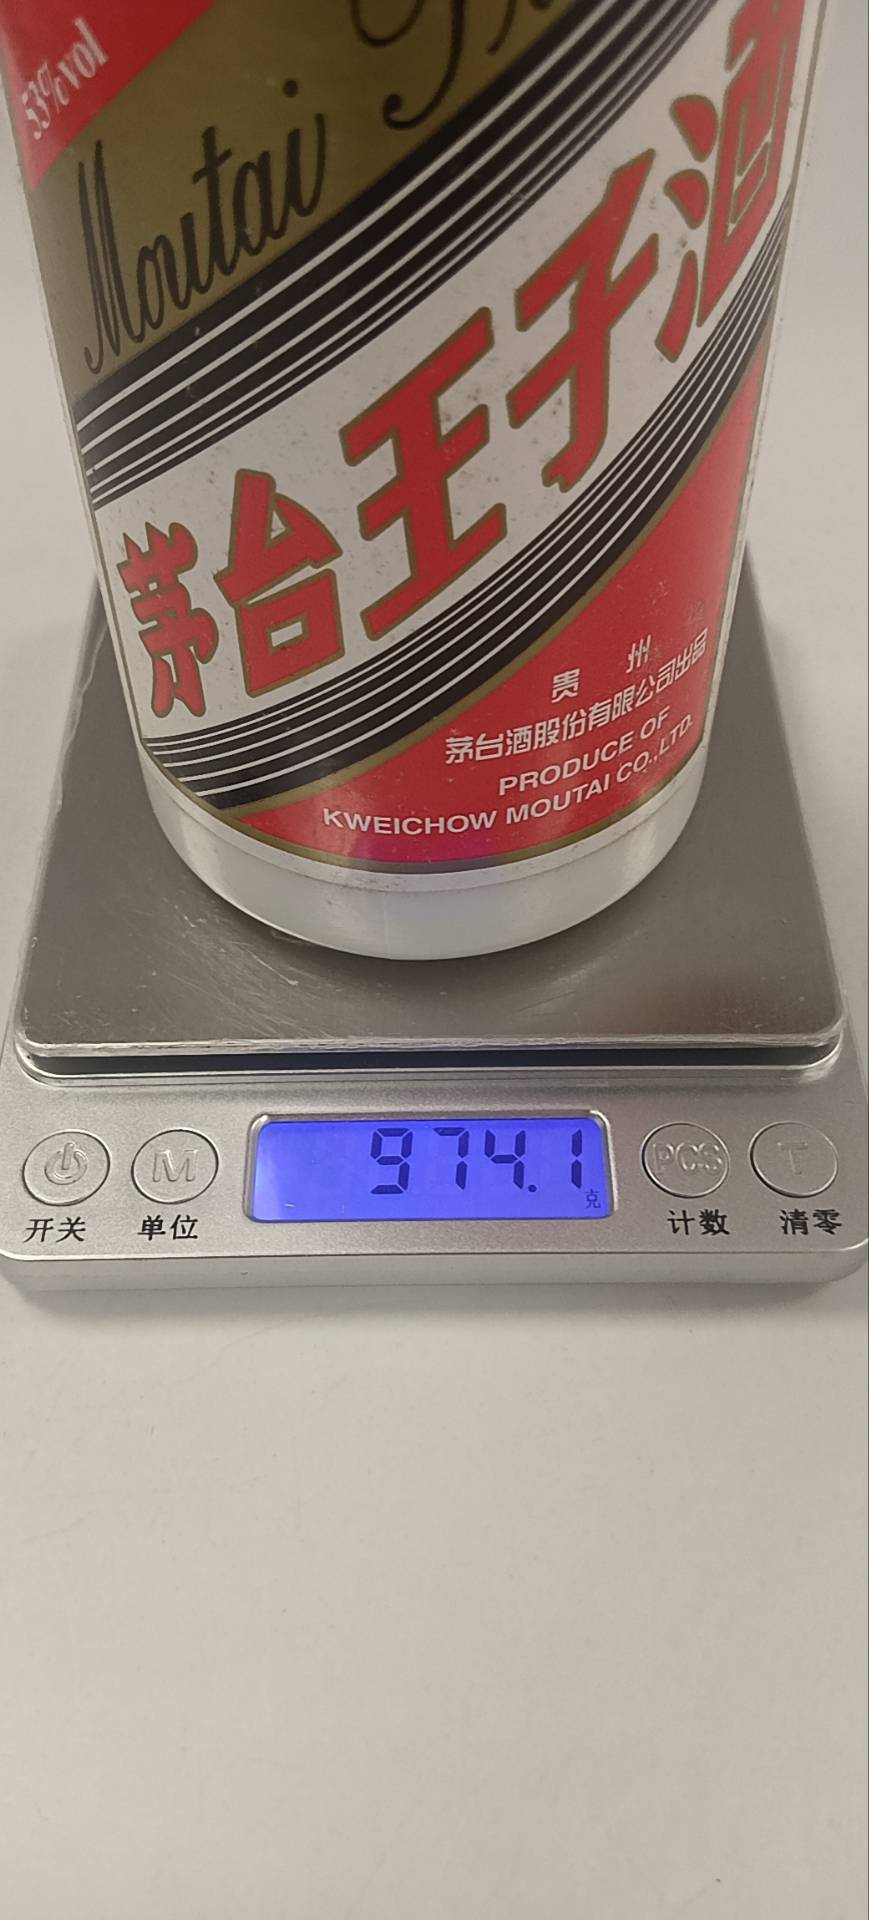 53%vol
Moutai
茅台王子酒
贵 州
茅台酒股份有限公司出品
PRODUCE OF
KWEICHOW MOUTAI CO.,LTD.
974.1
克
M PCS T
开关 单位 计数 清零